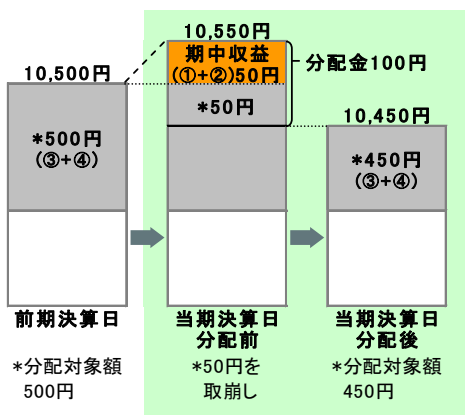 10,550円
期中収益
(①+②)50円
分配金100円
10,500円
*50円
10,450円
*500円
(③+④)
*450円
(③+④)
前期決算日
当期決算日
分配前
当期決算日
分配後
*分配対象額
500円
*50円を
取崩し
*分配対象額
450円